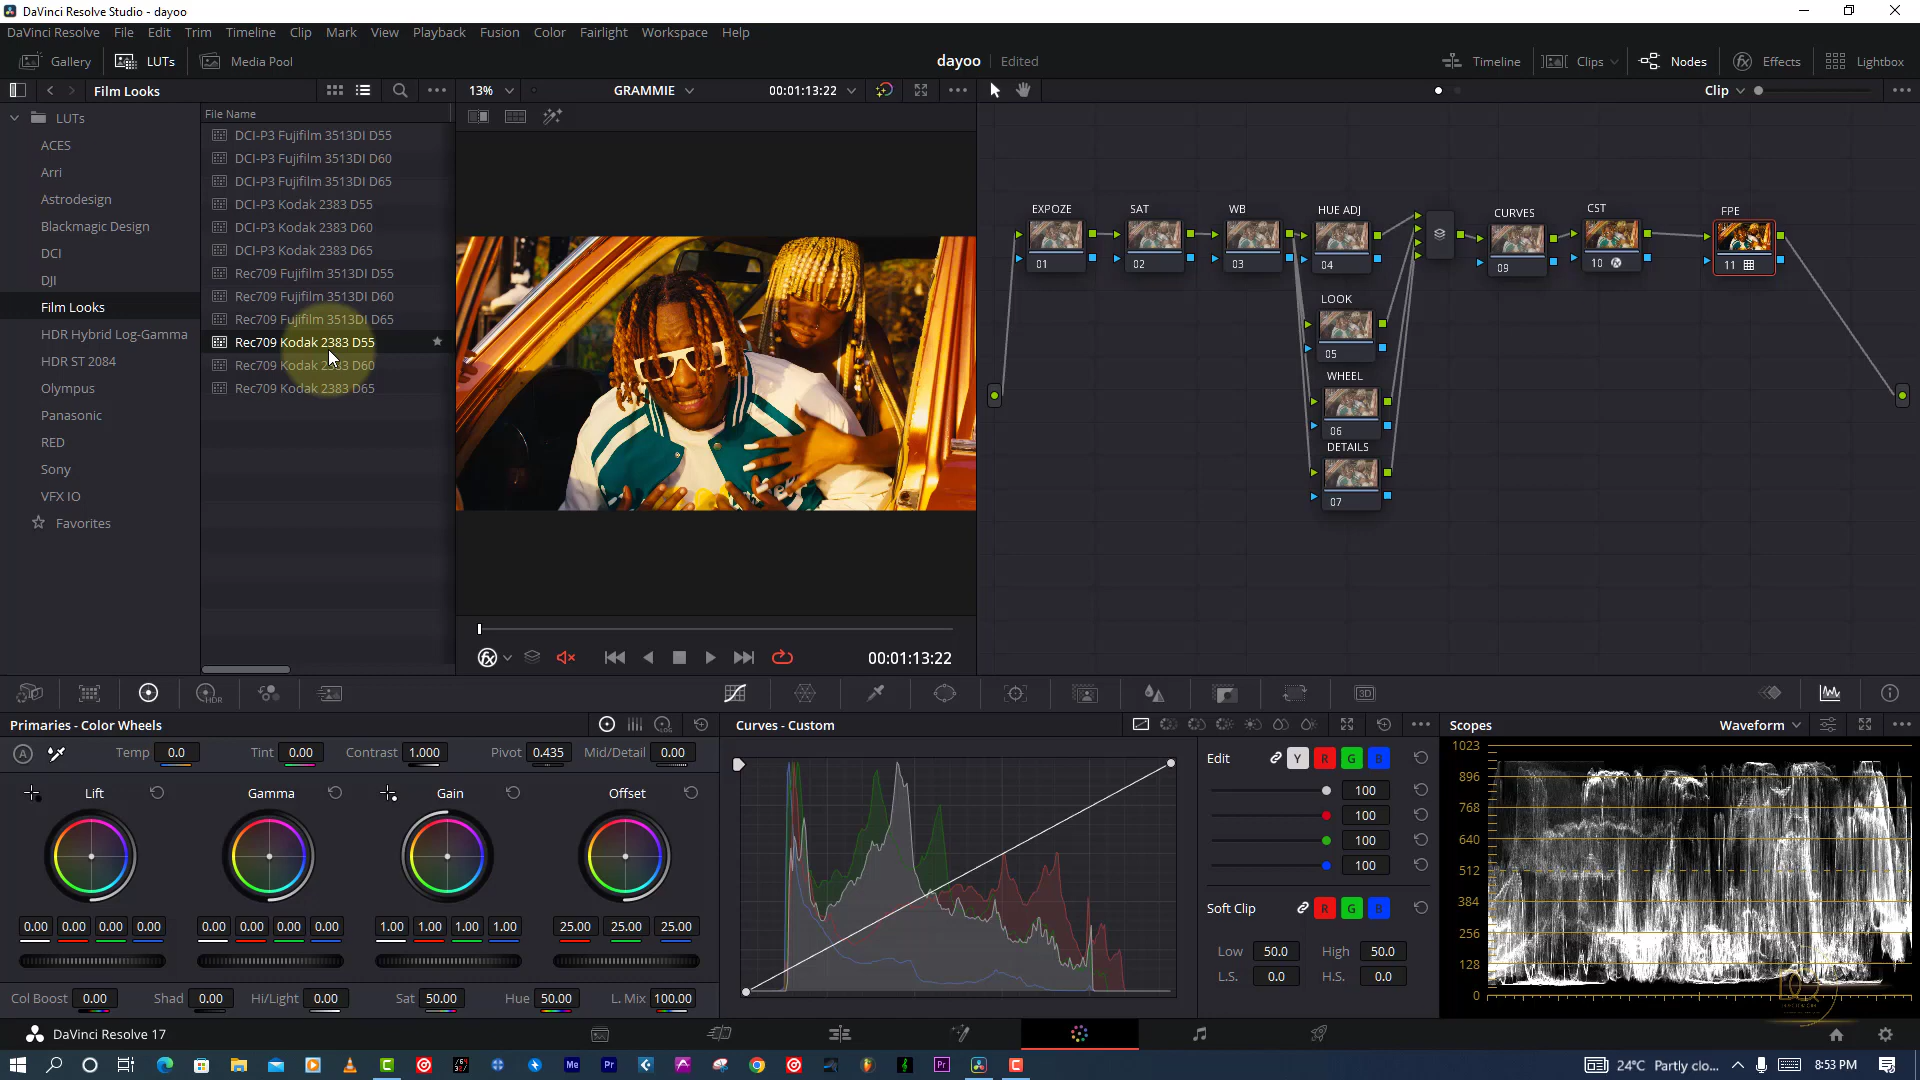 DaVinci Resolve Studio - dayoo
DaVinci Resolve File Edit Trim Timeline Clip Mark View Playback Fusion Color Fairlight Workspace Help
Gallery LUTs Media Pool dayoo Edited Timeline Clips Nodes Effects Lightbox
Film Looks 13% GRAMMIE 00:01:13:22 Clip
LUTs
ACES
Arri
Astrodesign
Blackmagic Design
DCI
DJI
Film Looks
HDR Hybrid Log-Gamma
HDR ST 2084
Olympus
Panasonic
RED
Sony
VFX IO
Favorites
File Name
DCI-P3 Fujifilm 3513DI D55
DCI-P3 Fujifilm 3513DI D60
DCI-P3 Fujifilm 3513DI D65
DCI-P3 Kodak 2383 D55
DCI-P3 Kodak 2383 D60
DCI-P3 Kodak 2383 D65
Rec709 Fujifilm 3513DI D55
Rec709 Fujifilm 3513DI D60
Rec709 Fujifilm 3513DI D65
Rec709 Kodak 2383 D55
Rec709 Kodak 2383 D60
Rec709 Kodak 2383 D65
00:01:13:22
EXPOZE SAT WB HUE ADJ CURVES CST FPE
01 02 03 04 09 10 11
LOOK
05
WHEEL
06
DETAILS
07
Primaries - Color Wheels
Temp 0.0 Tint 0.00 Contrast 1.000 Pivot 0.435 Mid/Detail 0.00
Lift Gamma Gain Offset
0.00 0.00 0.00 0.00 0.00 0.00 0.00 0.00 1.00 1.00 1.00 1.00 25.00 25.00 25.00
Col Boost 0.00 Shad 0.00 Hi/Light 0.00 Sat 50.00 Hue 50.00 L. Mix 100.00
Curves - Custom
Edit Y R G B
100
100
100
100
Soft Clip R G B
Low 50.0 High 50.0
L.S. 0.0 H.S. 0.0
Scopes Waveform
1023
896
768
640
512
384
256
128
0
DaVinci Resolve 17
24°C Partly clo... 8:53 PM